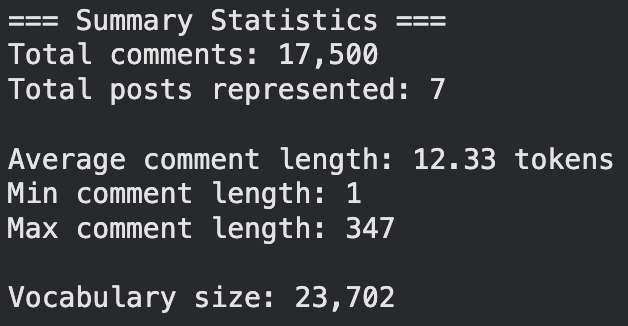 === Summary Statistics ===
Total comments: 17,500
Total posts represented: 7
Average comment length: 12.33 tokens
Min comment length: 1
Max comment length: 347
Vocabulary size: 23,702